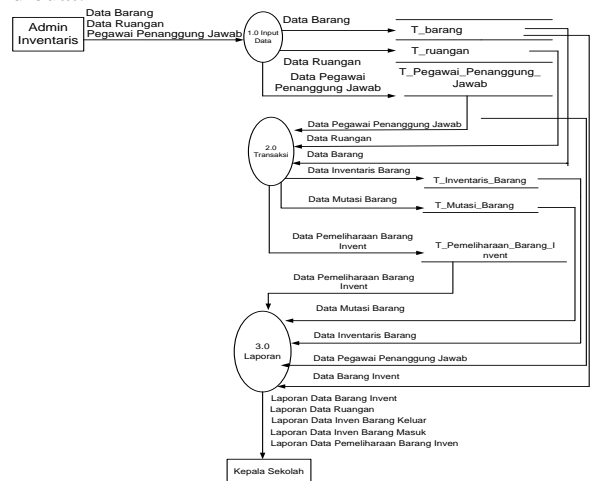 Data Barang
Data Ruangan
Pegawai Penanggung Jawab
Admin
Inventaris
1.0 Input
Data
Data Barang
T_barang
T_ruangan
Data Ruangan
Data Pegawai
Penanggung Jawab
T_Pegawai_Penanggung_
Jawab
Data Pegawai Penanggung Jawab
Data Ruangan
Data Barang
2.0
Transaksi
Data Inventaris Barang
T_Inventaris_Barang
Data Mutasi Barang
T_Mutasi_Barang
Data Pemeliharaan Barang
Invent
T_Pemeliharaan_Barang_I
nvent
Data Pemeliharaan Barang
Invent
Data Mutasi Barang
Data Inventaris Barang
3.0
Laporan
Data Pegawai Penanggung Jawab
Data Barang Invent
Laporan Data Barang Invent
Laporan Data Ruangan
Laporan Data Inven Barang Keluar
Laporan Data Inven Barang Masuk
Laporan Data Pemeliharaan Barang Inven
Kepala Sekolah